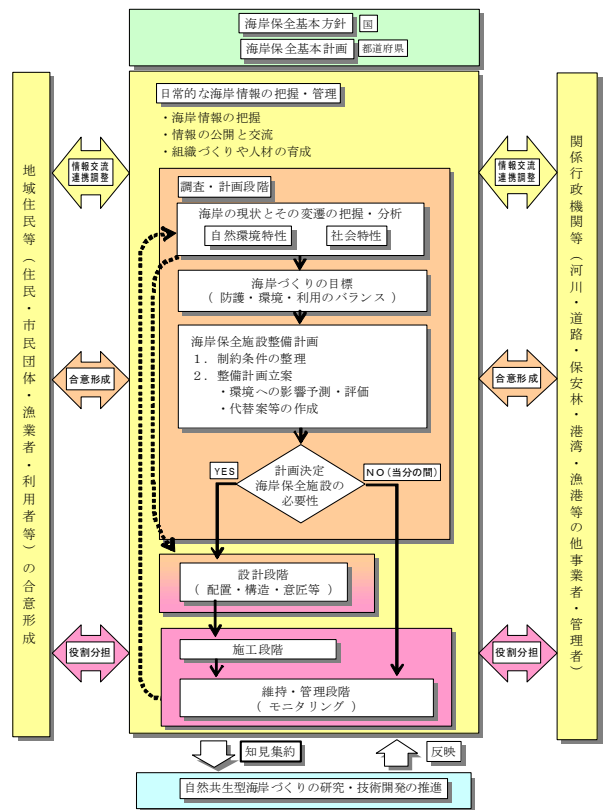 海岸保全基本方針 国
海岸保全基本計画 都道府県
日常的な海岸情報の把握・管理
・海岸情報の把握
・情報の公開と交流
・組織づくりや人材の育成
地域住民等（住民・市民団体・漁業者・利用者等）の合意形成
情報交流
連携調整
合意形成
役割分担
調査・計画段階
海岸の現状とその変遷の把握・分析
自然環境特性 社会特性
海岸づくりの目標
（ 防護・環境・利用のバランス ）
海岸保全施設整備計画
１．制約条件の整理
２．整備計画立案
・環境への影響予測・評価
・代替案等の作成
YES
計画決定
海岸保全施設の
必要性
ＮＯ(当分の間)
設計段階
（ 配置・構造・意匠等 ）
施工段階
維持・管理段階
（ モニタリング ）
情報交流
連携調整
合意形成
役割分担
関係行政機関等（河川・道路・保安林・港湾・漁港等の他事業者・管理者）
知見集約
反映
自然共生型海岸づくりの研究・技術開発の推進